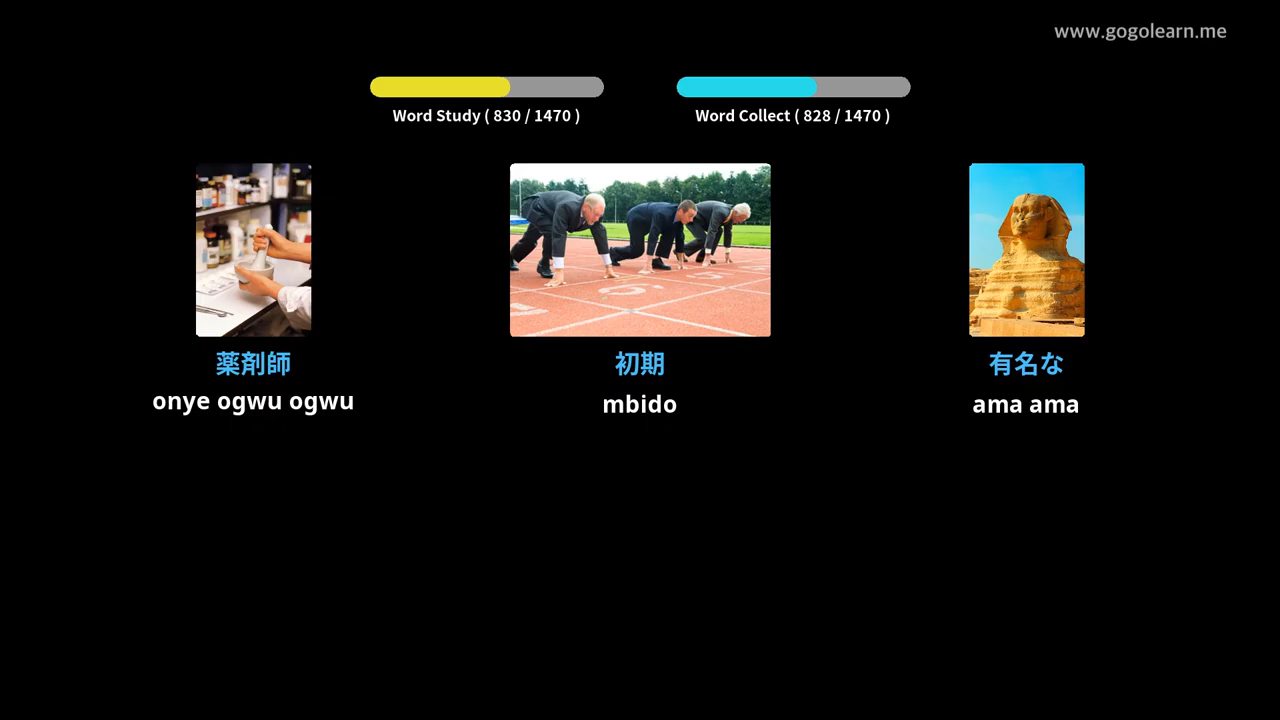 www.gogolearn.me
Word Study ( 830 / 1470 )
Word Collect ( 828 / 1470 )
薬剤師
onye ogwu ogwu
初期
mbido
有名な
ama ama